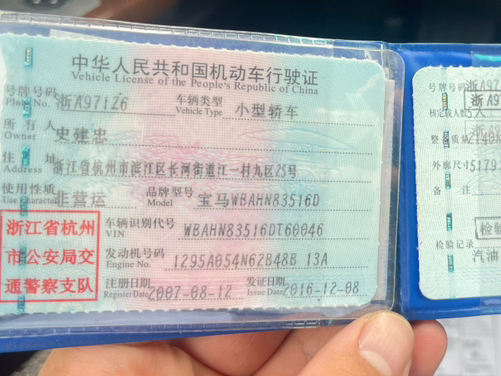 中华人民共和国机动车行驶证
Vehicle License of the People's Republic of China
号牌号码 浙A971Z6 车辆类型 小型轿车
Plate No. Vehicle Type
所有人 史建忠
Owner
住址 浙江省杭州市滨江区长河街道江一村九区25号
Address
使用性质 非营运 品牌型号 宝马WBAHN83516D
Use Character Model
浙江省杭州
市公安局交
通警察支队
车辆识别代号 WBAHN83516DT60046
VIN
发动机号码 1295A054N62B48B 13A
Engine No.
注册日期 2007-08-12 发证日期 2016-12-08
Register Date Issue Date
号牌号码
检验记录
汽油